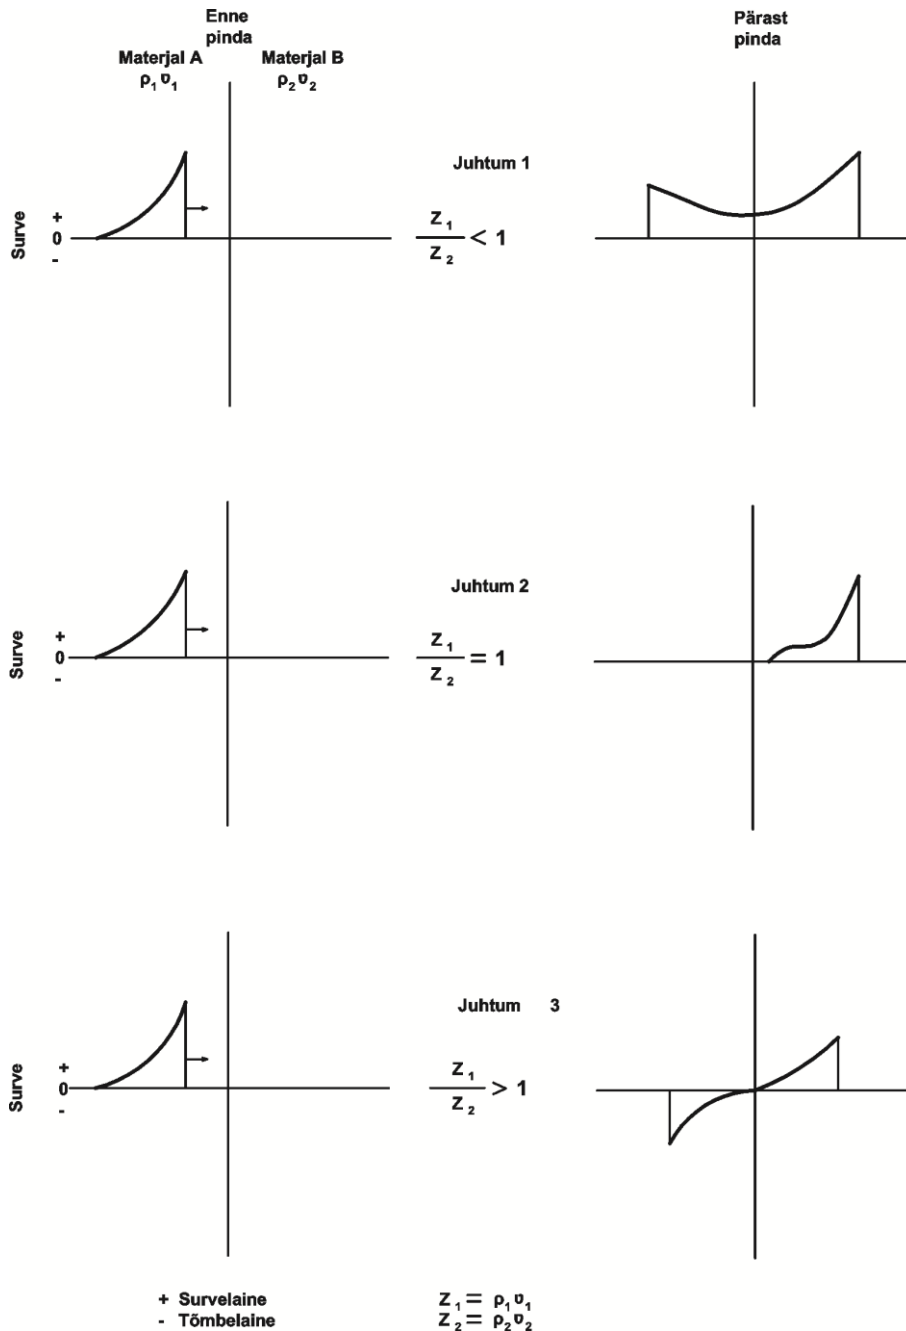 Enne
pinda
Pärast
pinda
Materjal A
Materjal B
ρ₁ υ₁
ρ₂ υ₂
Juhtum 1
Surve
+
0
-
Z₁
Z₂
< 1
Juhtum 2
Surve
+
0
-
Z₁
Z₂
= 1
Juhtum 3
Surve
+
0
-
Z₁
Z₂
> 1
+ Survelaine
- Tõmbelaine
Z₁ = ρ₁ υ₁
Z₂ = ρ₂ υ₂